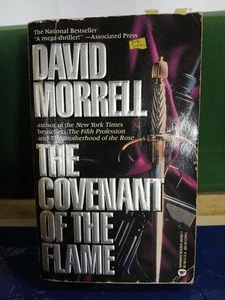 The National Bestseller
"A mega-thriller!" —Associated Press
DAVID
MORRELL
author of the New York Times
bestsellers The Fifth Profession
and The Brotherhood of the Rose
THE
COVENANT
OF THE
FLAME